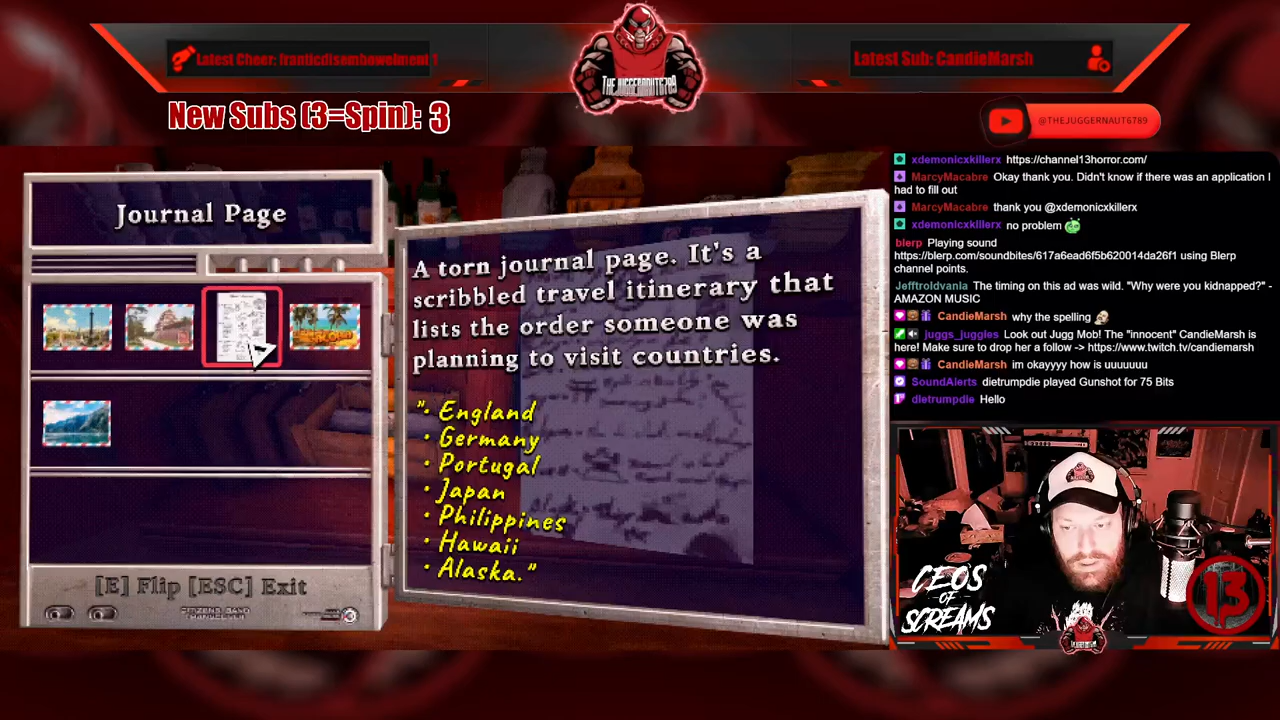 Latest Cheer: franticdisembowelment 1
THEJUGGERNAUT6789
Latest Sub: CandieMarsh
New Subs (3=Spin): 3
@THEJUGGERNAUT6789
Journal Page
A torn journal page. It's a
scribbled travel itinerary that
lists the order someone was
planning to visit countries.
"• England
• Germany
• Portugal
• Japan
• Philippines
• Hawaii
• Alaska."
[E] Flip [ESC] Exit
CITIZENS BAND
TRANSCEIVER
xdemonicxkillerx https://channel13horror.com/
MarcyMacabre Okay thank you. Didn't know if there was an application I
had to fill out
MarcyMacabre thank you @xdemonicxkillerx
xdemonicxkillerx no problem
blerp Playing sound
https://blerp.com/soundbites/617a6ead6f5b620014da26f1 using Blerp
channel points.
Jefftroldvania The timing on this ad was wild. "Why were you kidnapped?" -
AMAZON MUSIC
CandieMarsh why the spelling
juggs_juggles Look out Jugg Mob! The "innocent" CandieMarsh is
here! Make sure to drop her a follow -> https://www.twitch.tv/candiemarsh
CandieMarsh im okayyyy how is uuuuuuu
SoundAlerts dietrumpdie played Gunshot for 75 Bits
dietrumpdie Hello
CEOS
OF
SCREAMS
13